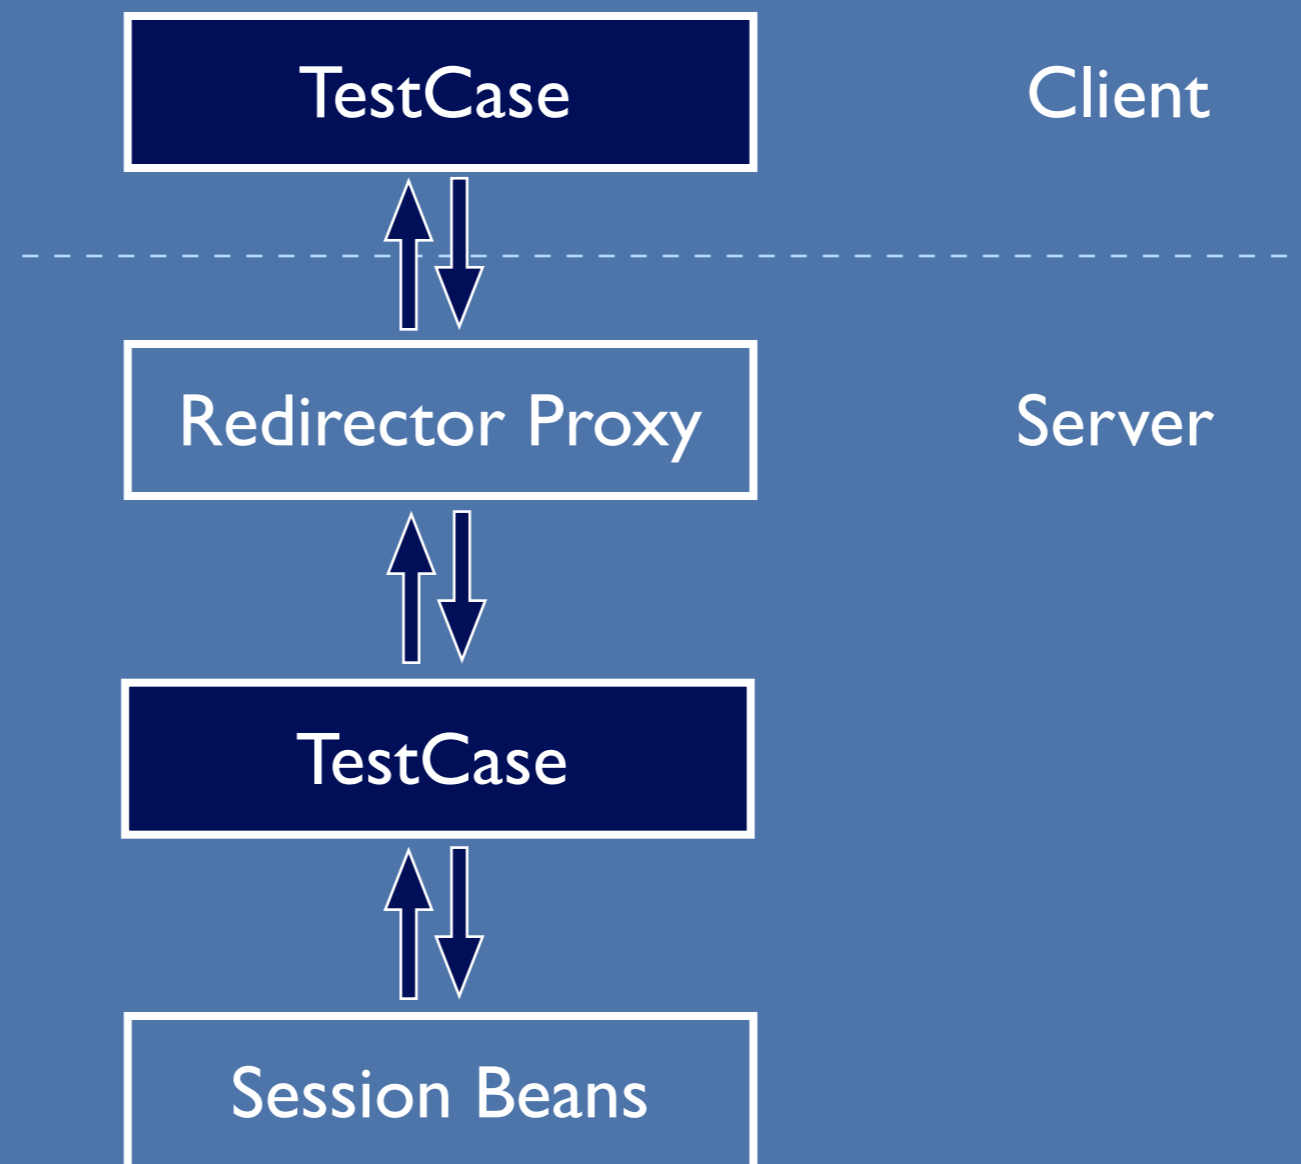 TestCase
Client
Redirector Proxy
Server
TestCase
Session Beans